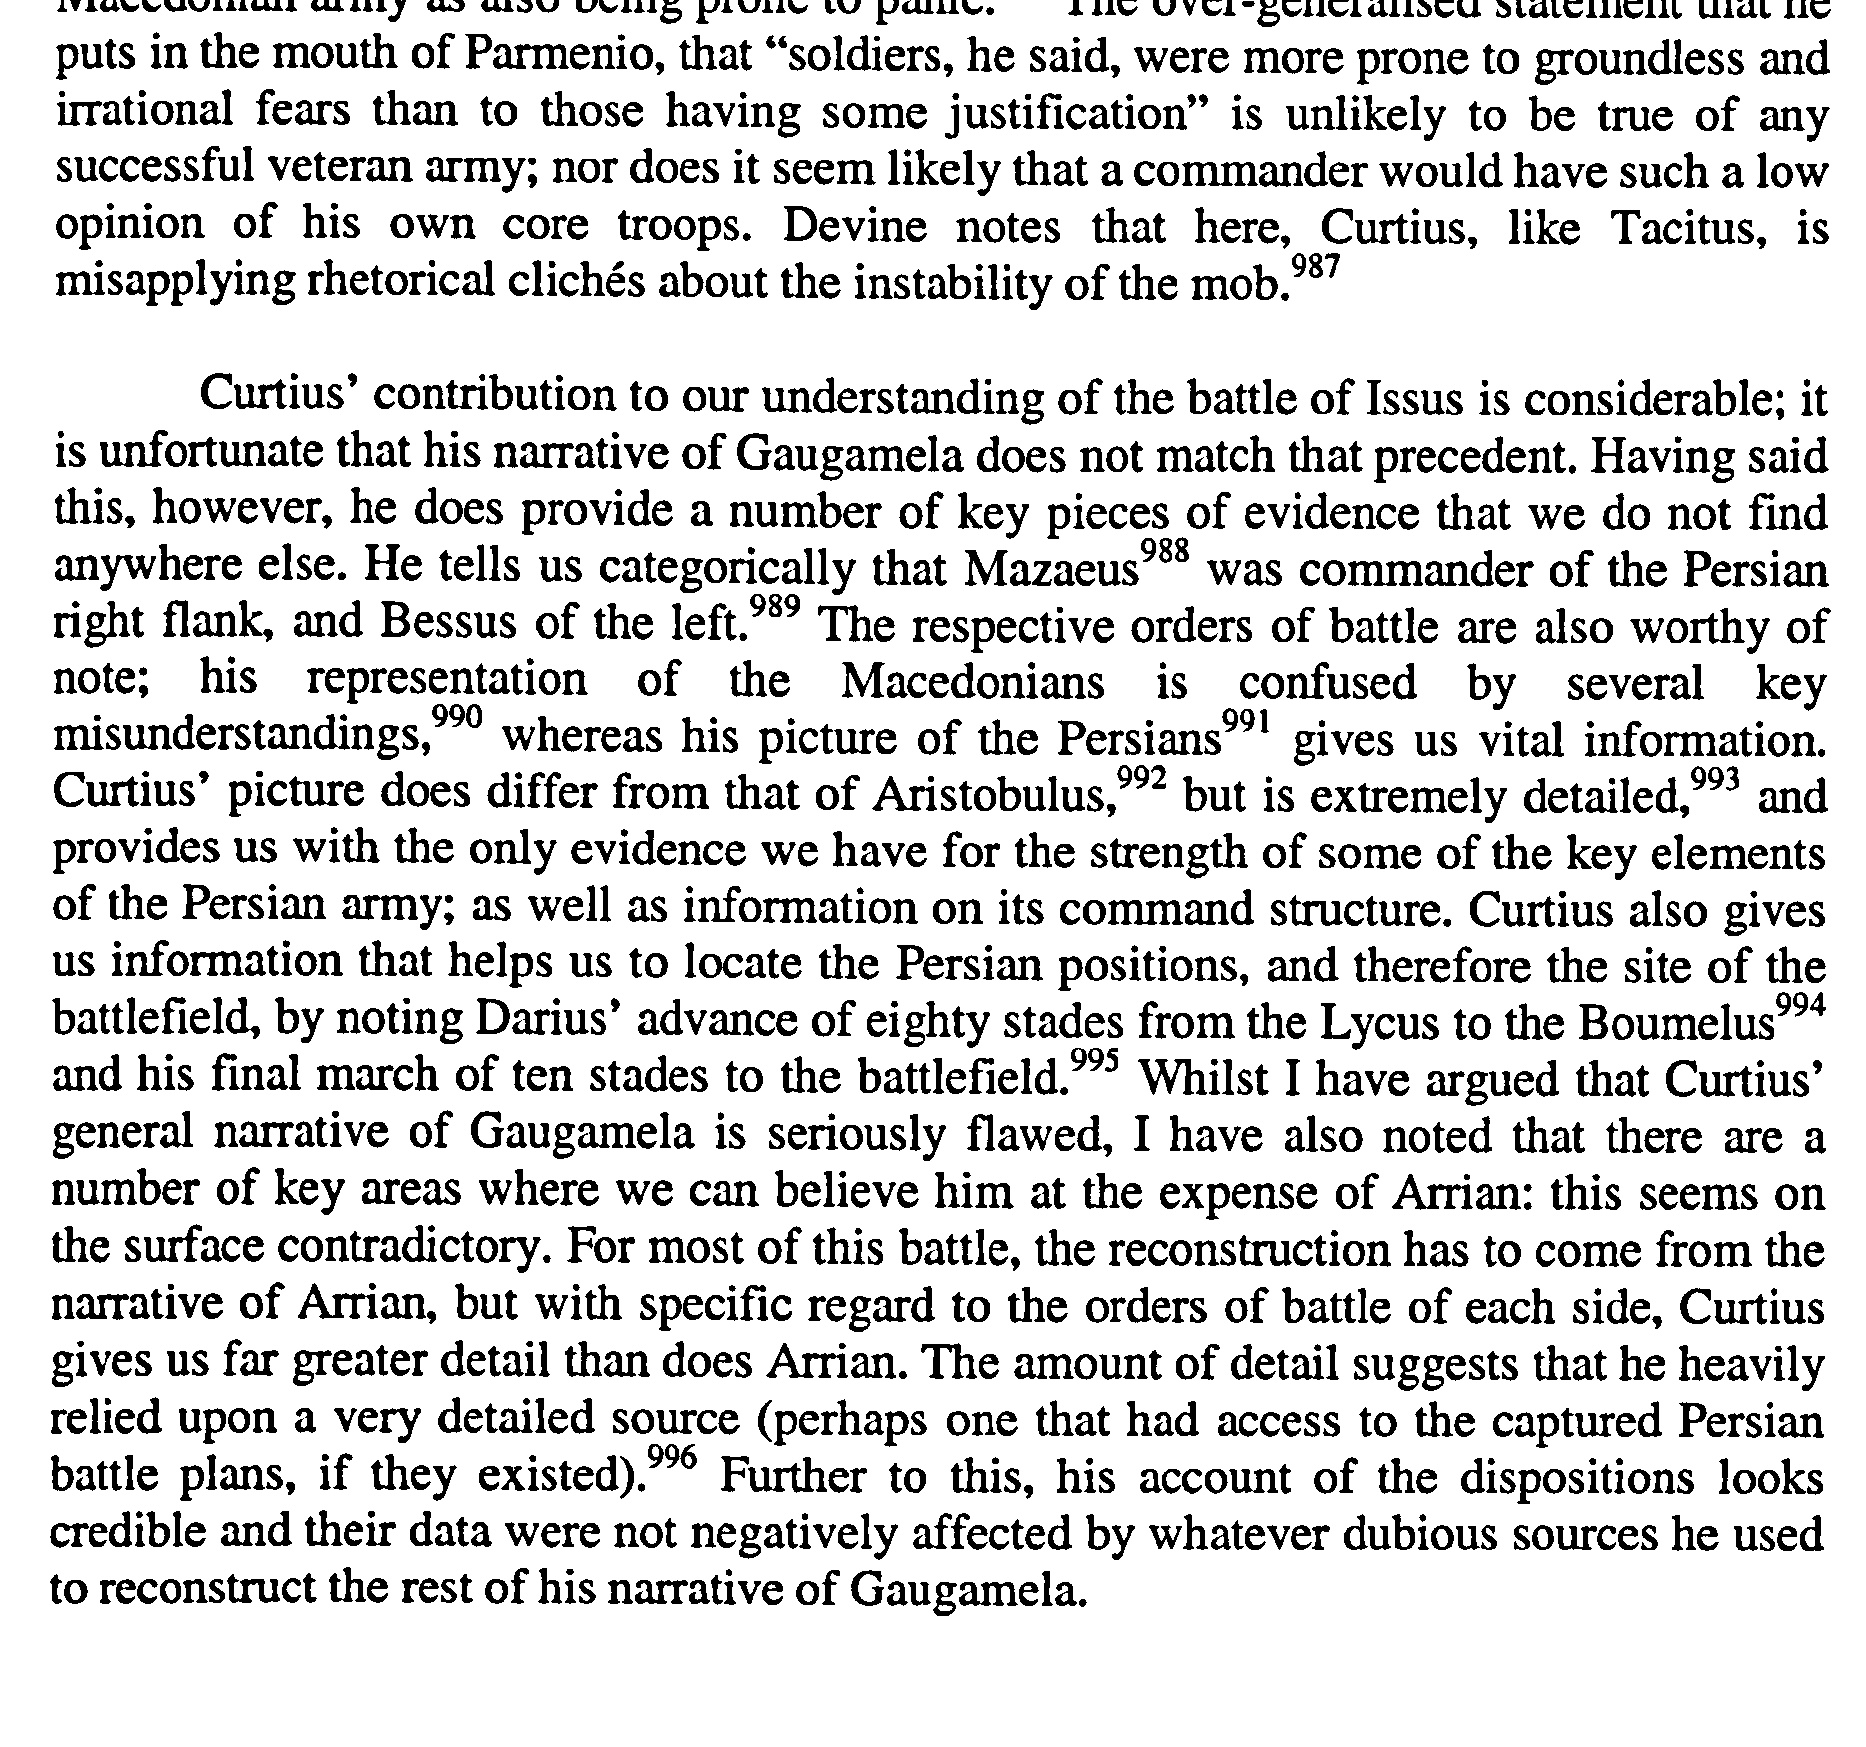 Macedonian army as also being prone to panic. The over-generalised statement that he
puts in the mouth of Parmenio, that “soldiers, he said, were more prone to groundless and
irrational fears than to those having some justification” is unlikely to be true of any
successful veteran army; nor does it seem likely that a commander would have such a low
opinion of his own core troops. Devine notes that here, Curtius, like Tacitus, is
misapplying rhetorical clichés about the instability of the mob.987
Curtius’ contribution to our understanding of the battle of Issus is considerable; it
is unfortunate that his narrative of Gaugamela does not match that precedent. Having said
this, however, he does provide a number of key pieces of evidence that we do not find
anywhere else. He tells us categorically that Mazaeus988 was commander of the Persian
right flank, and Bessus of the left.989 The respective orders of battle are also worthy of
note; his representation of the Macedonians is confused by several key
misunderstandings,990 whereas his picture of the Persians991 gives us vital information.
Curtius’ picture does differ from that of Aristobulus,992 but is extremely detailed,993 and
provides us with the only evidence we have for the strength of some of the key elements
of the Persian army; as well as information on its command structure. Curtius also gives
us information that helps us to locate the Persian positions, and therefore the site of the
battlefield, by noting Darius’ advance of eighty stades from the Lycus to the Boumelus994
and his final march of ten stades to the battlefield.995 Whilst I have argued that Curtius’
general narrative of Gaugamela is seriously flawed, I have also noted that there are a
number of key areas where we can believe him at the expense of Arrian: this seems on
the surface contradictory. For most of this battle, the reconstruction has to come from the
narrative of Arrian, but with specific regard to the orders of battle of each side, Curtius
gives us far greater detail than does Arrian. The amount of detail suggests that he heavily
relied upon a very detailed source (perhaps one that had access to the captured Persian
battle plans, if they existed).996 Further to this, his account of the dispositions looks
credible and their data were not negatively affected by whatever dubious sources he used
to reconstruct the rest of his narrative of Gaugamela.